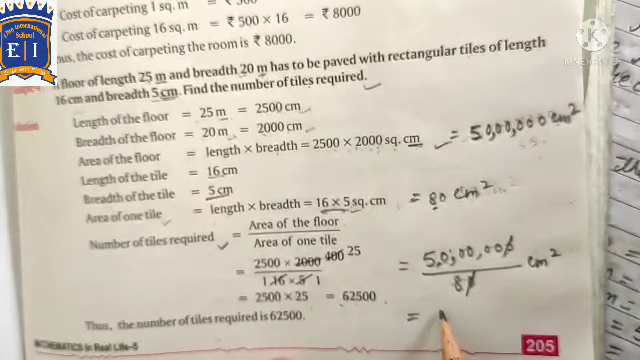 Cost of carpeting 1 sq. m
Cost of carpeting 16 sq. m = ₹ 500 × 16 = ₹ 8000
the cost of carpeting the room is ₹ 8000.
floor of length 25 m and breadth 20 m has to be paved with rectangular tiles of length
16 cm and breadth 5 cm. Find the number of tiles required.
Length of the floor = 25 m = 2500 cm
Breadth of the floor = 20 m = 2000 cm
Area of the floor = length × breadth = 2500 × 2000 sq. cm = 50,00,000 cm²
Length of the tile = 16 cm
Breadth of the tile = 5 cm
Area of one tile = length × breadth = 16 × 5 sq. cm = 80 cm²
Number of tiles required = Area of the floor / Area of one tile
= 2500 × 2000 400 25 / 1 16 × 5 1 = 50,00,000 / 80 cm²
= 2500 × 25 = 62500
Thus, the number of tiles required is 62500. =
MATHEMATICS in Real Life-5 205
International
School
E I
KINEMASTER